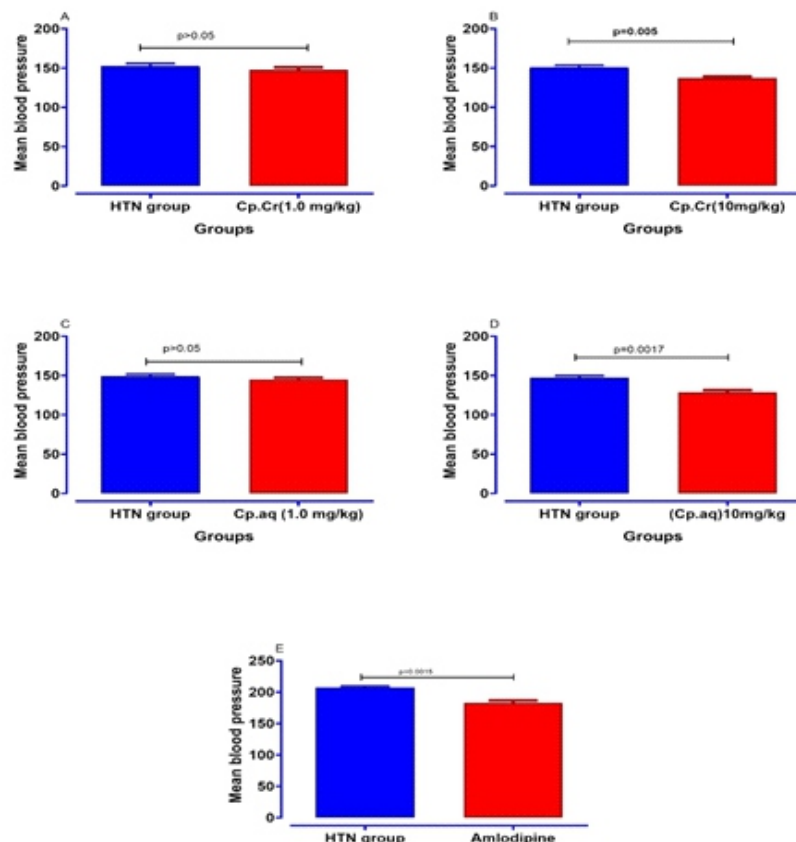 A
200
p>0.05
150
100
50
0
Mean blood pressure
HTN group Cp.Cr(1.0 mg/kg)
Groups
B
200
p=0.005
150
100
50
0
Mean blood pressure
HTN group Cp.Cr(10mg/kg)
Groups
C
200
p>0.05
150
100
50
0
Mean blood pressure
HTN group Cp.aq (1.0 mg/kg)
Groups
D
200
p=0.0017
150
100
50
0
Mean blood pressure
HTN group (Cp.aq)10mg/kg
Groups
E
250
200
150
100
50
0
Mean blood pressure
HTN group Amlodipine